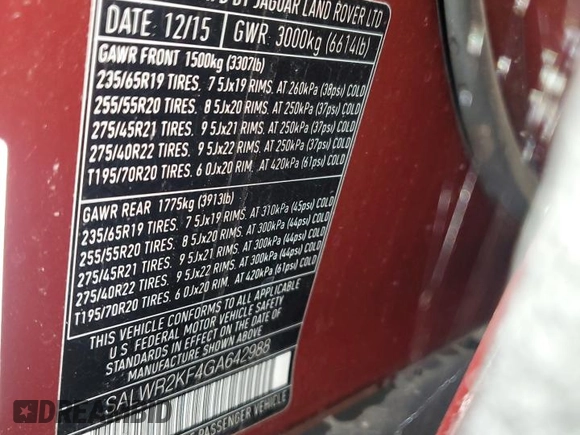 BY JAGUAR LAND ROVER LTD
DATE: 12/15 GWR: 3000kg (6614lb)
GAWR FRONT 1500kg (3307lb)
235/65R19 TIRES. 7 5Jx19 RIMS. AT 260kPa (38psi) COLD
255/55R20 TIRES. 8 5Jx20 RIMS. AT 250kPa (37psi) COLD
275/45R21 TIRES. 9 5Jx21 RIMS. AT 250kPa (37psi) COLD
275/40R22 TIRES. 9 5Jx22 RIMS. AT 250kPa (37psi) COLD
T195/70R20 TIRES. 6 0Jx20 RIM. AT 420kPa (61psi) COLD
GAWR REAR 1775kg (3913lb)
235/65R19 TIRES. 7 5Jx19 RIMS. AT 310kPa (45psi) COLD
255/55R20 TIRES. 8 5Jx20 RIMS. AT 300kPa (44psi) COLD
275/45R21 TIRES. 9 5Jx21 RIMS. AT 300kPa (44psi) COLD
275/40R22 TIRES. 9 5Jx22 RIMS. AT 300kPa (44psi) COLD
T195/70R20 TIRES. 6 0Jx20 RIM. AT 420kPa (61psi) COLD
THIS VEHICLE CONFORMS TO ALL APPLICABLE
U.S. FEDERAL MOTOR VEHICLE SAFETY
MANUFACTURE SHOWN ABOVE
SALWR2KF4GA642988
PASSENGER VEHICLE
DREAMBID